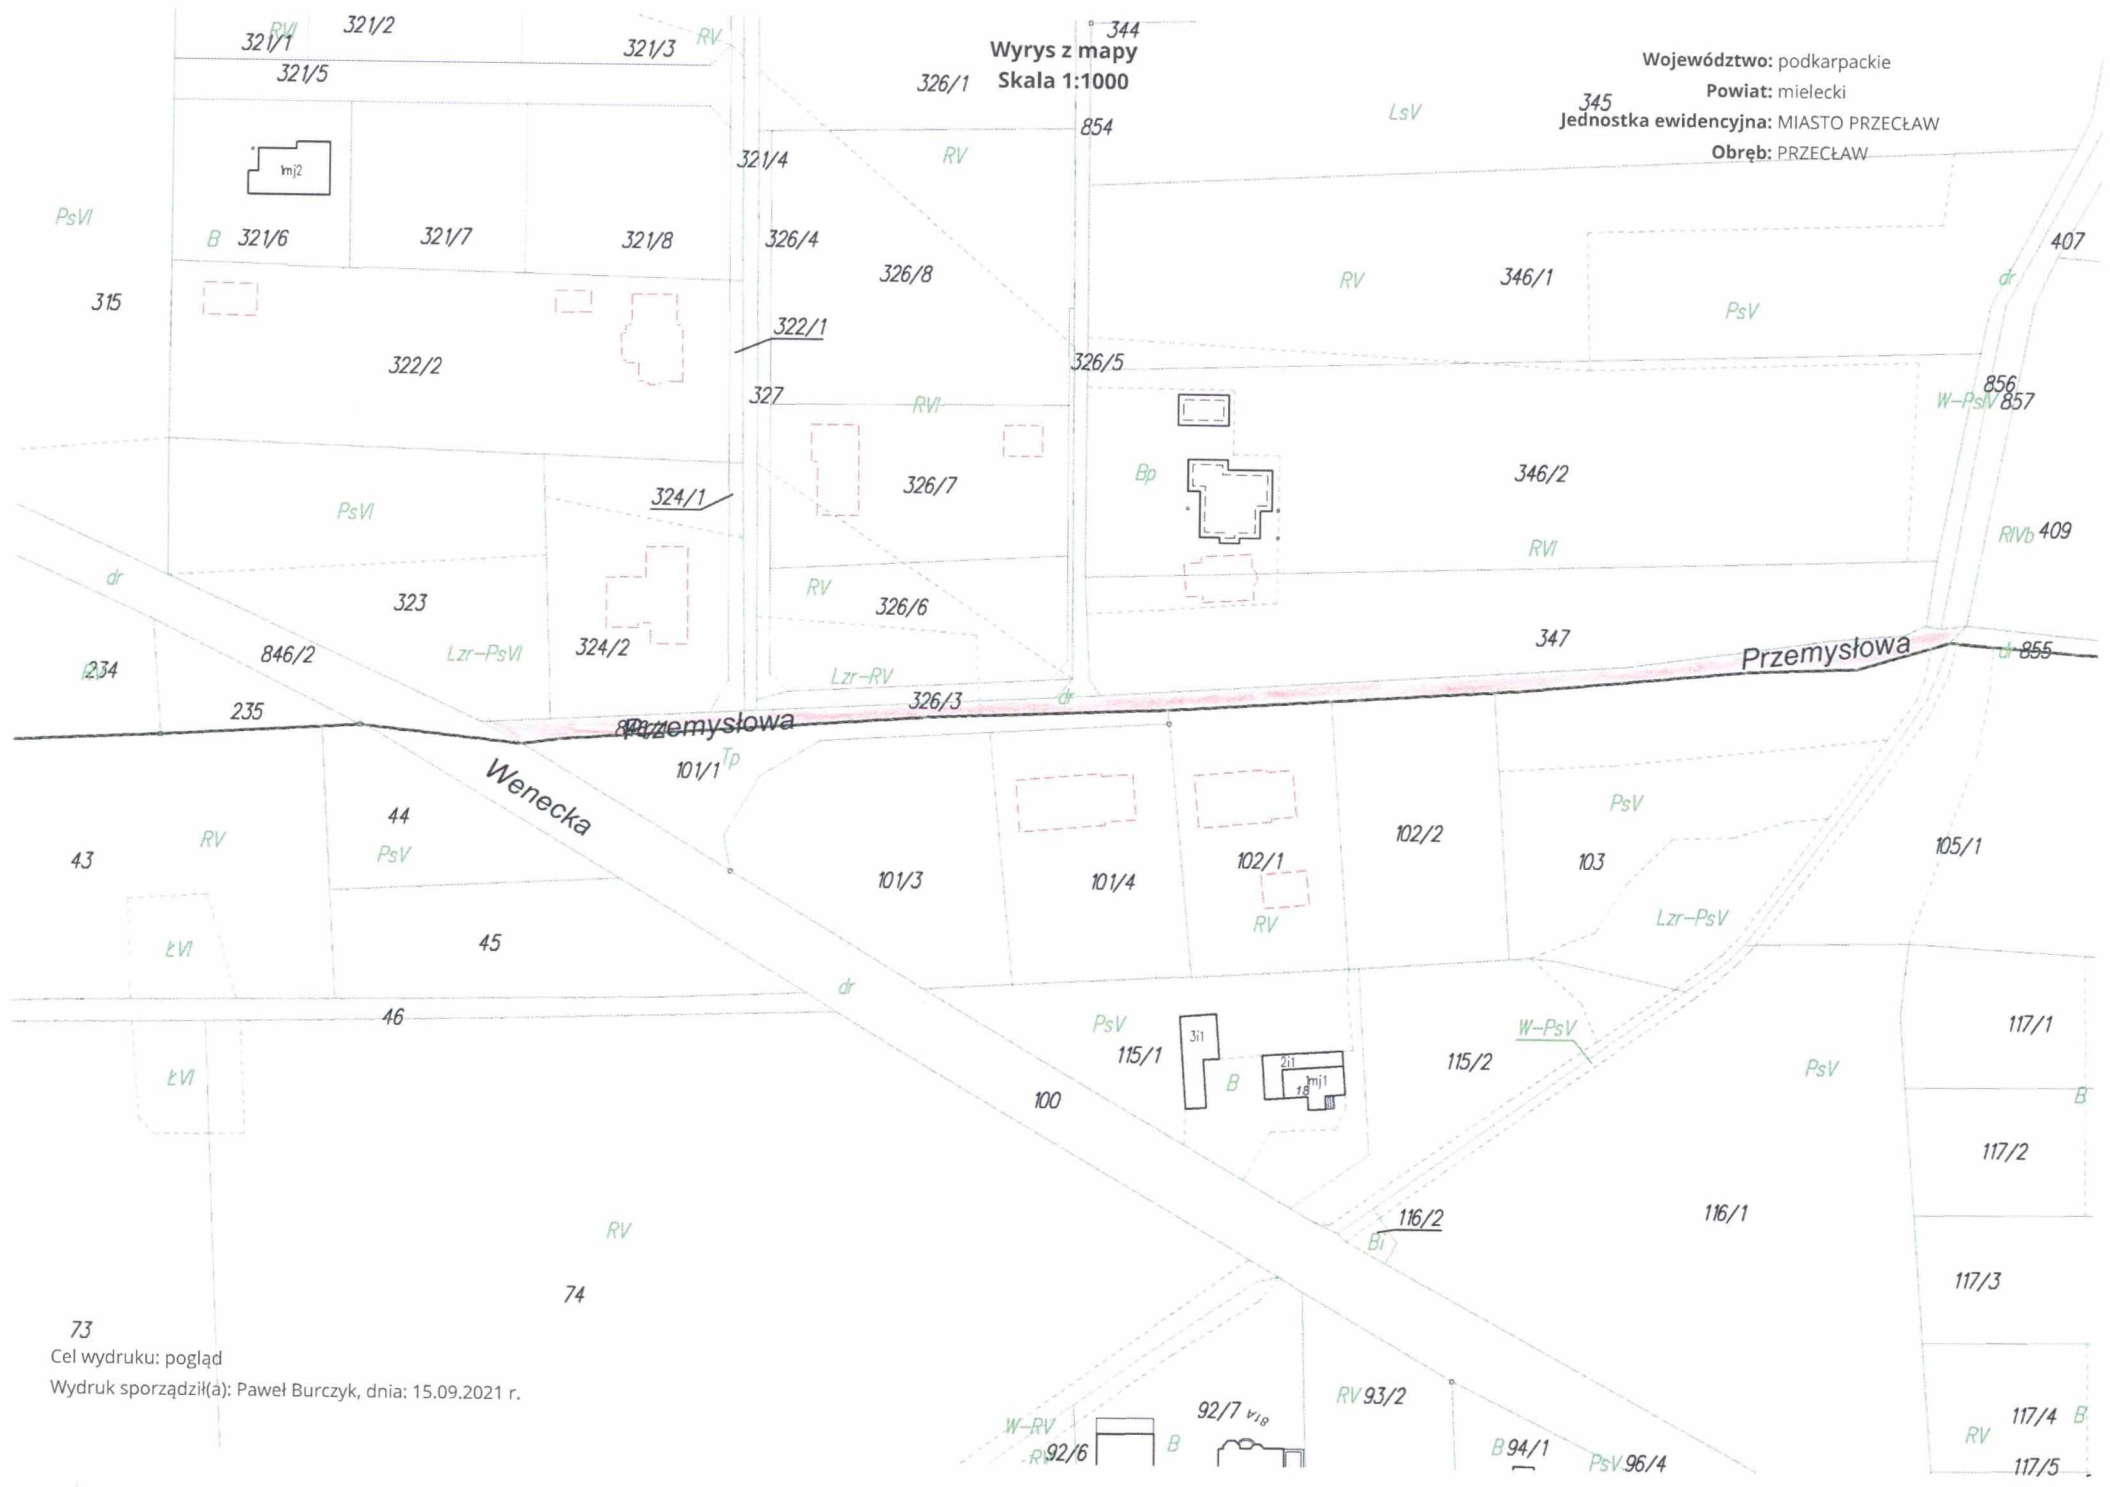 321/2
RVI
321/1
321/3
RV
321/5
344
Wyrys z mapy
Skala 1:1000
326/1
854
LsV
345
Województwo: podkarpackie
Powiat: mielecki
Jednostka ewidencyjna: MIASTO PRZECŁAW
Obręb: PRZECŁAW
1mj2
321/4
RV
PsVI
B 321/6
321/7
321/8
326/4
326/8
RV
346/1
PsV
407
dr
315
322/1
322/2
327
RVI
326/5
856
W-PsIV 857
Bp
346/2
324/1
326/7
PsVI
RVI
RIVb 409
dr
323
RV
326/6
324/2
Lzr-PsVI
846/2
234
347
Przemysłowa
dr 855
Lzr-RV
326/3
dr
235
Przemysłowa
101/1 Tp
Wenecka
44
PsV
RV
43
PsV
102/2
102/1
103
105/1
101/3
101/4
RV
Lzr-PsV
45
ŁVI
dr
46
PsV
115/1
3i1
2i1
1mj1
18
B
115/2
W-PsV
117/1
PsV
ŁVI
100
B
117/2
116/2
116/1
Bi
RV
117/3
74
73
Cel wydruku: pogląd
Wydruk sporządził(a): Paweł Burczyk, dnia: 15.09.2021 r.
92/7 81A
RV 93/2
W-RV
RV 92/6
B
B 94/1
PsV 96/4
117/4 B
RV
117/5